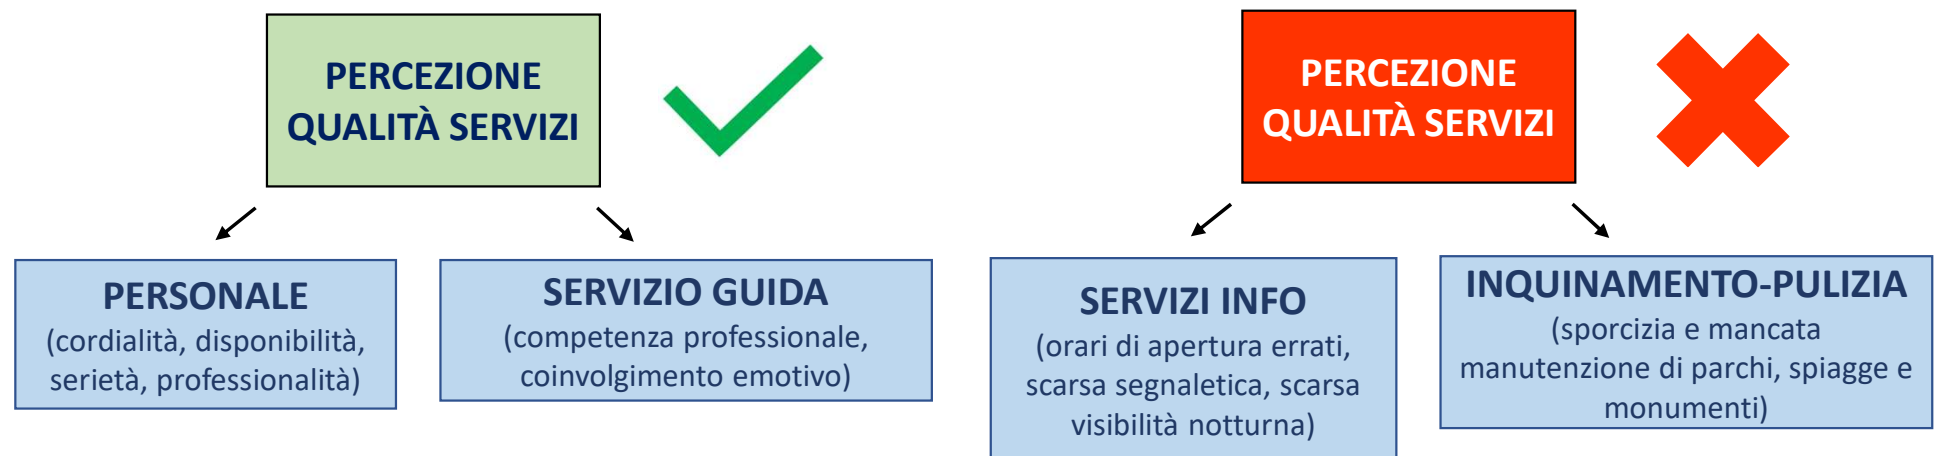 PERCEZIONE
QUALITÀ SERVIZI
PERSONALE
(cordialità, disponibilità,
serietà, professionalità)
SERVIZIO GUIDA
(competenza professionale,
coinvolgimento emotivo)
PERCEZIONE
QUALITÀ SERVIZI
SERVIZI INFO
(orari di apertura errati,
scarsa segnaletica, scarsa
visibilità notturna)
INQUINAMENTO-PULIZIA
(sporcizia e mancata
manutenzione di parchi, spiagge e
monumenti)